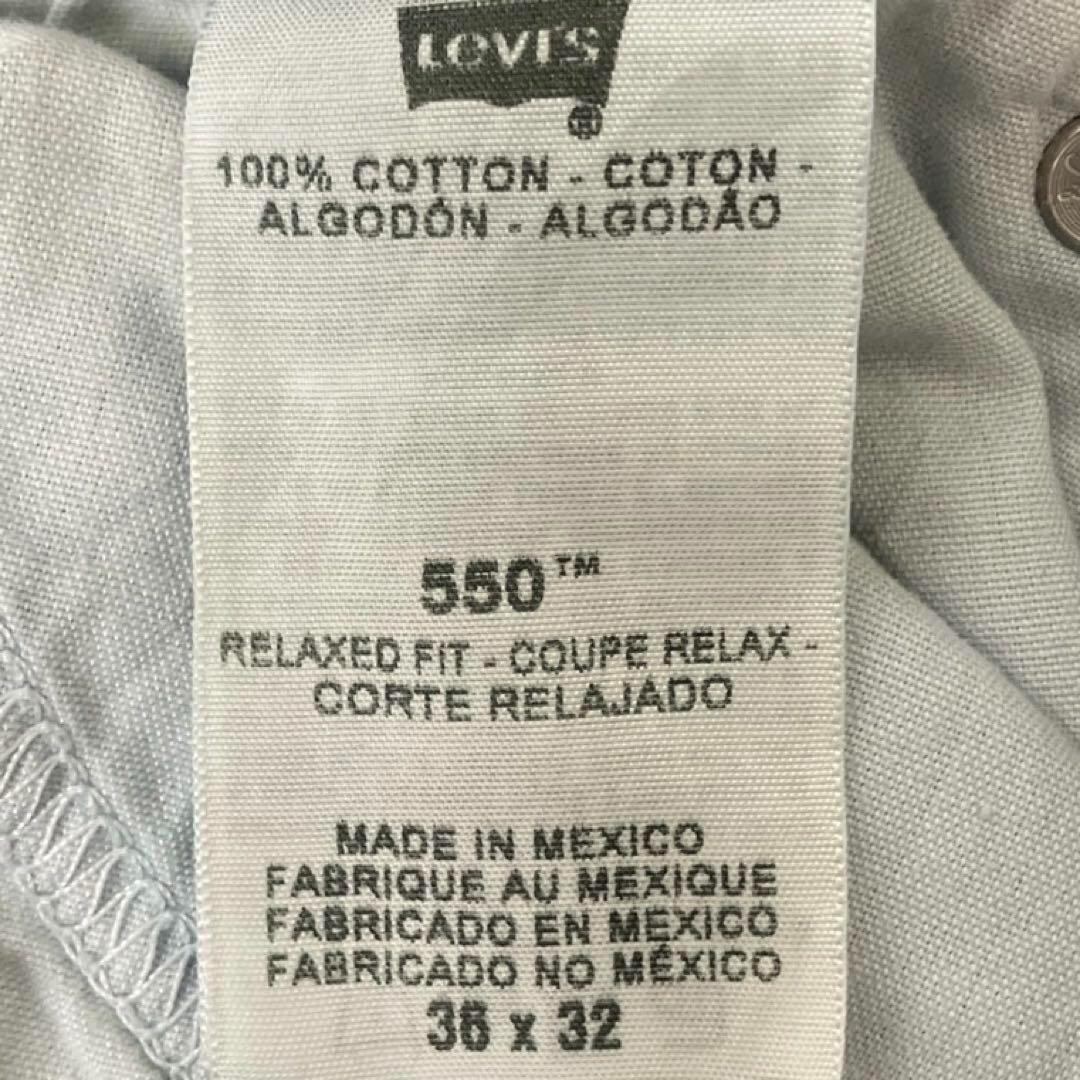 LEVI'S
®
100% COTTON - COTON -
ALGODÓN - ALGODÃO
550™
RELAXED FIT - COUPE RELAX -
CORTE RELAJADO
MADE IN MEXICO
FABRIQUE AU MEXIQUE
FABRICADO EN MEXICO
FABRICADO NO MÉXICO
36 x 32